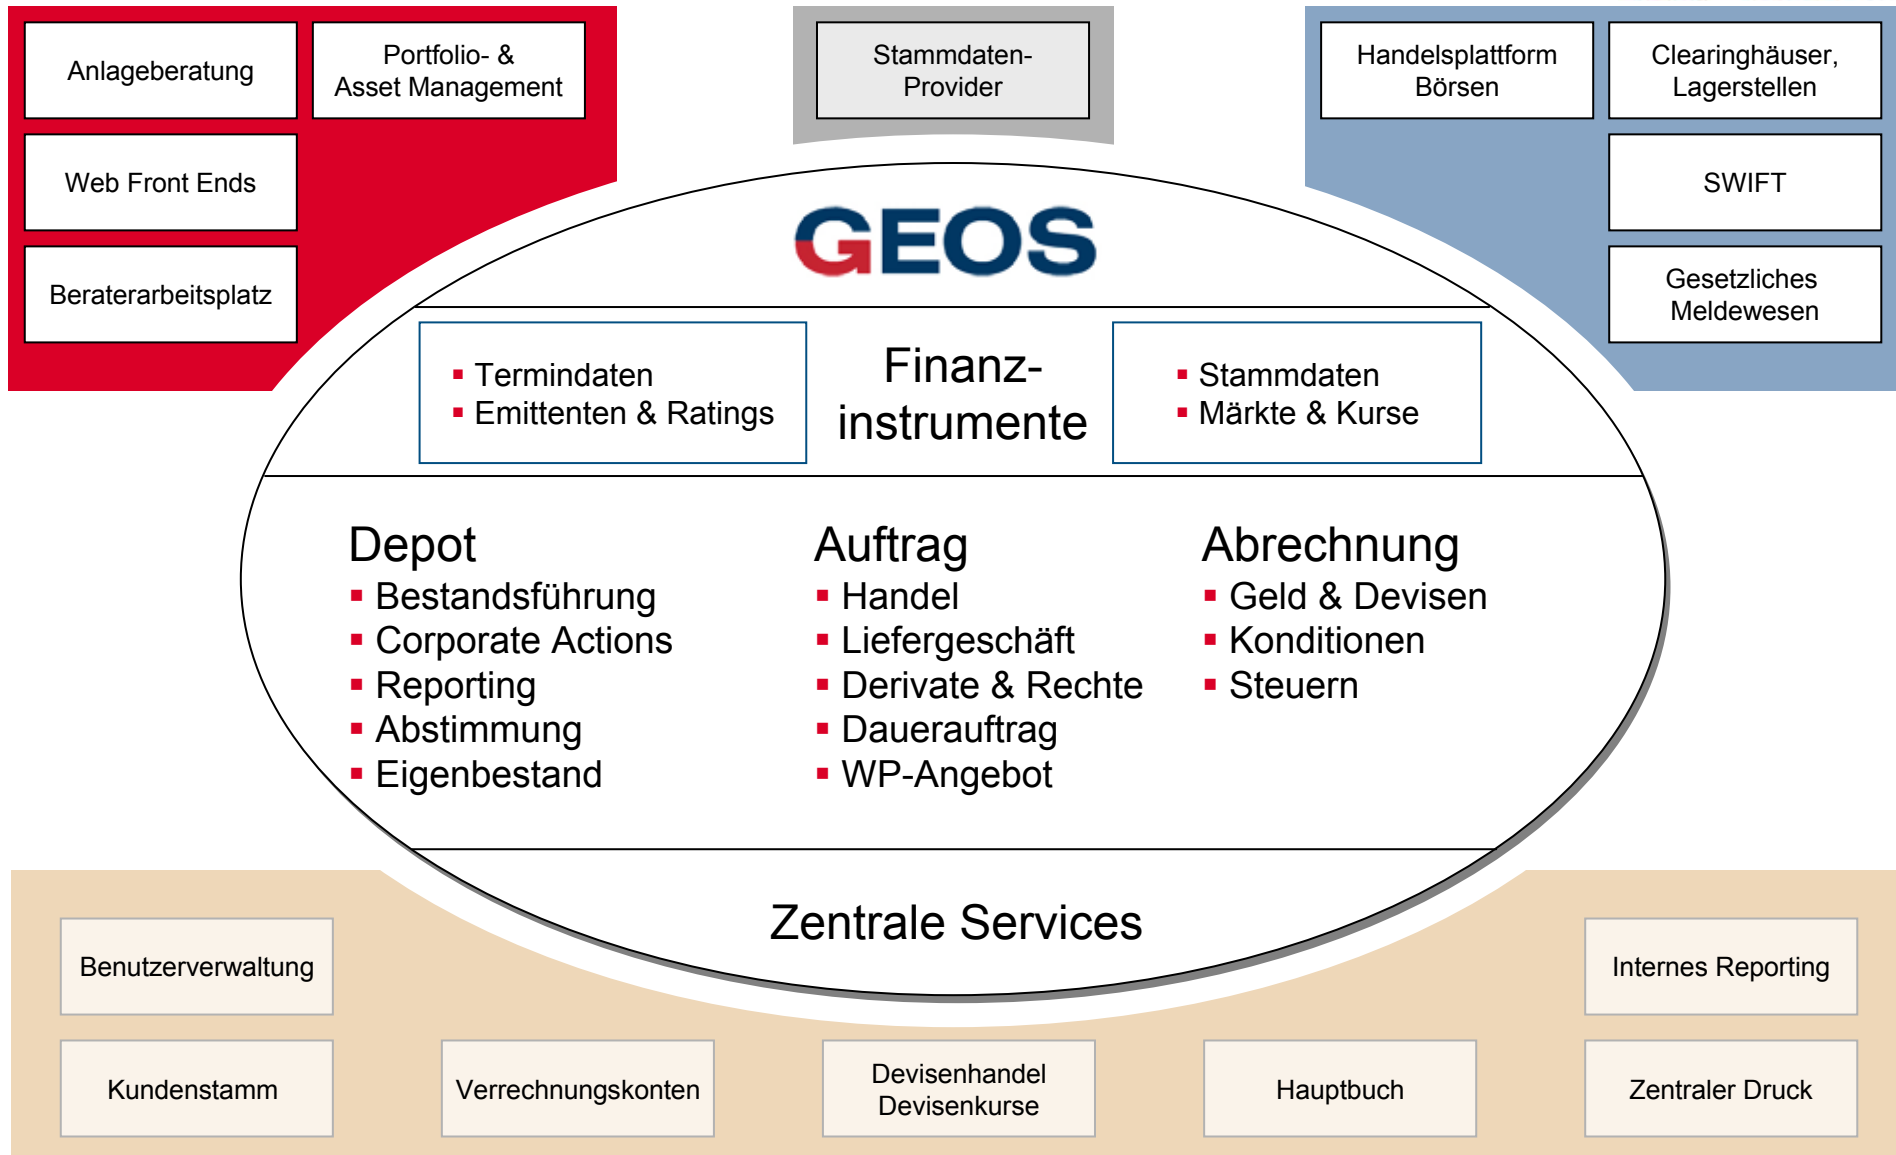 Anlageberatung
Portfolio- &
Asset Management
Web Front Ends
Beraterarbeitsplatz
Stammdaten-
Provider
Handelsplattform
Börsen
Clearinghäuser,
Lagerstellen
SWIFT
Gesetzliches
Meldewesen
GEOS
▪ Termindaten
▪ Emittenten & Ratings
Finanz-
instrumente
▪ Stammdaten
▪ Märkte & Kurse
Depot
▪ Bestandsführung
▪ Corporate Actions
▪ Reporting
▪ Abstimmung
▪ Eigenbestand
Auftrag
▪ Handel
▪ Liefergeschäft
▪ Derivate & Rechte
▪ Dauerauftrag
▪ WP-Angebot
Abrechnung
▪ Geld & Devisen
▪ Konditionen
▪ Steuern
Zentrale Services
Benutzerverwaltung
Internes Reporting
Kundenstamm
Verrechnungskonten
Devisenhandel
Devisenkurse
Hauptbuch
Zentraler Druck